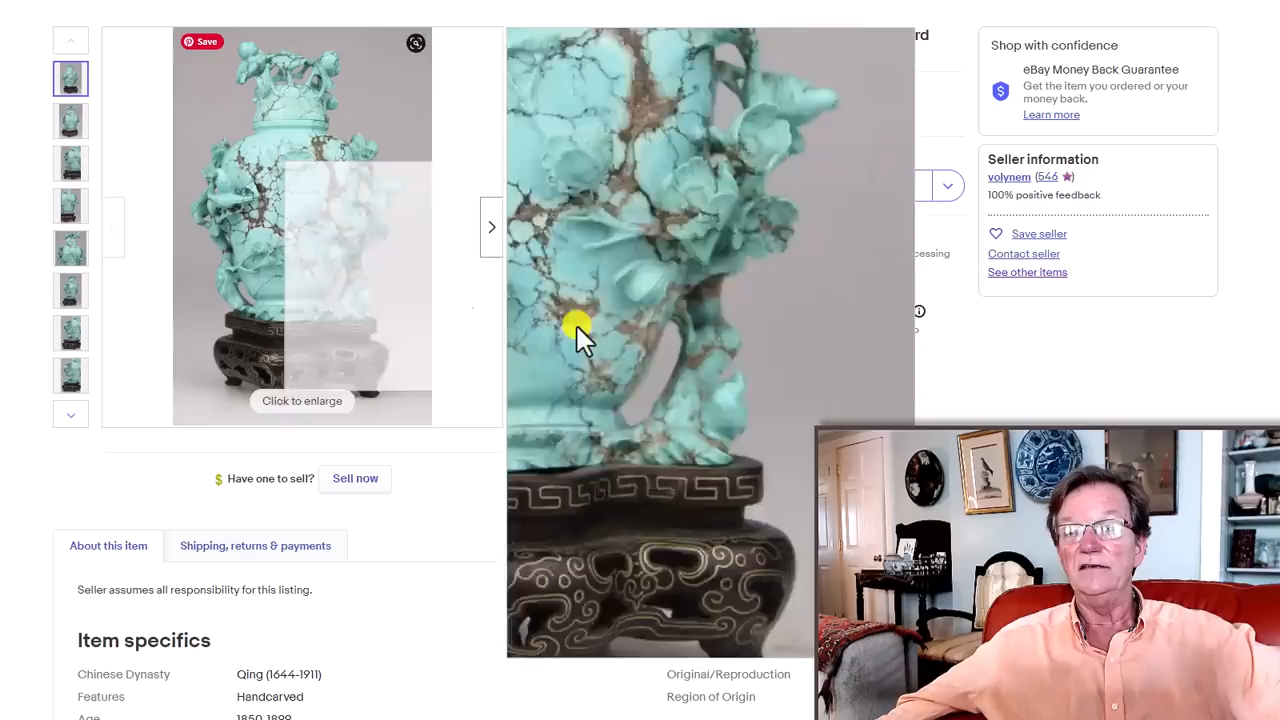 Save
rd
Shop with confidence
eBay Money Back Guarantee
Get the item you ordered or your
money back.
Learn more
Seller information
volynem (546 )
100% positive feedback
Save seller
Contact seller
cessing
See other items
Click to enlarge
$ Have one to sell? Sell now
About this item
Shipping, returns & payments
Seller assumes all responsibility for this listing.
Item specifics
Chinese Dynasty Qing (1644-1911) Original/Reproduction
Features Handcarved Region of Origin
Age 1850-1899